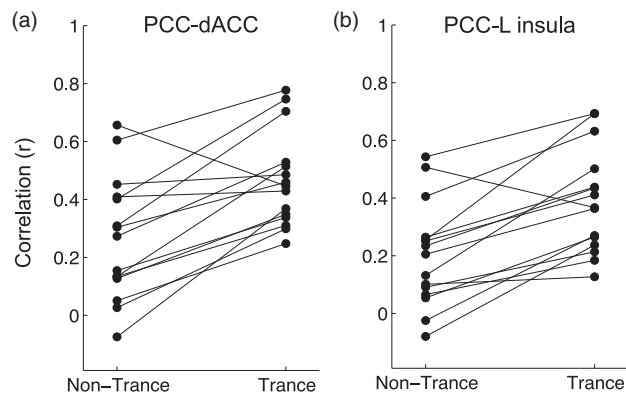 (a) PCC-dACC
1
0.8
0.6
0.4
0.2
0
Correlation (r)
Non–Trance Trance
(b) PCC-L insula
1
0.8
0.6
0.4
0.2
0
Non–Trance Trance